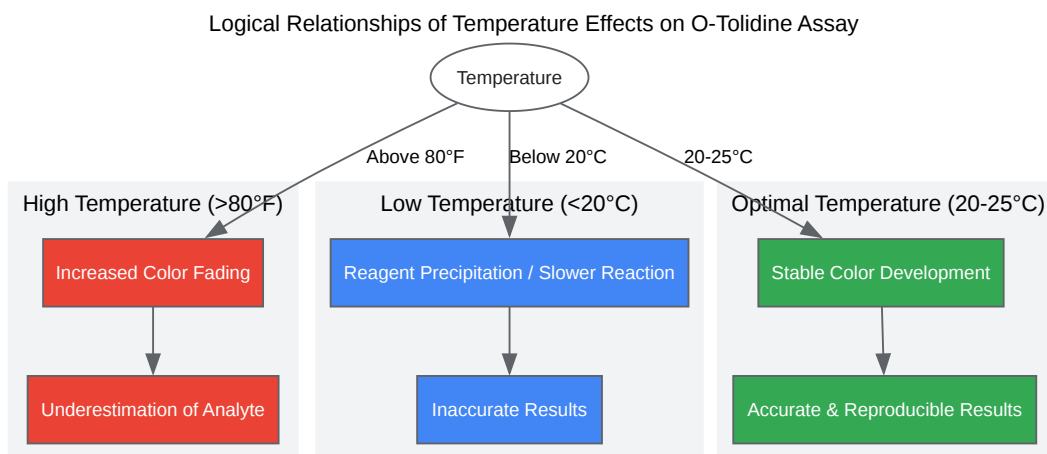 Logical Relationships of Temperature Effects on O-Tolidine Assay
Temperature
Above 80°F
Below 20°C
20-25°C
High Temperature (>80°F)
Low Temperature (<20°C)
Optimal Temperature (20-25°C)
Increased Color Fading
Reagent Precipitation / Slower Reaction
Stable Color Development
Underestimation of Analyte
Inaccurate Results
Accurate & Reproducible Results